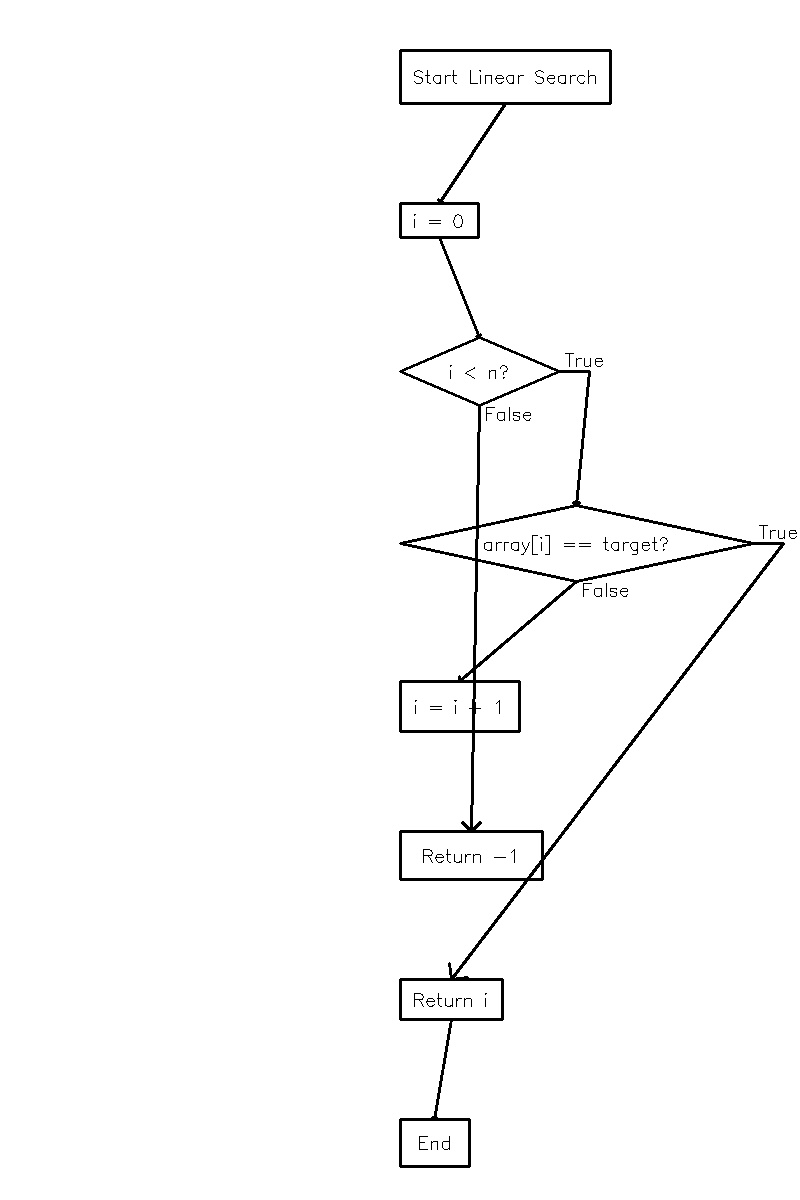 Start Linear Search
i = 0
True
i < n?
False
True
array[i] == target?
False
i = i + 1
Return -1
Return i
End